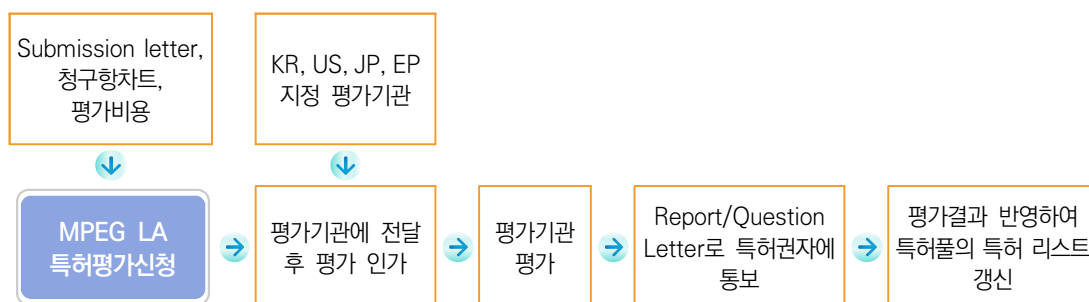 Submission letter,
청구항차트,
평가비용
KR, US, JP, EP
지정 평가기관
MPEG LA
특허평가신청
평가기관에 전달
후 평가 인가
평가기관
평가
Report/Question
Letter로 특허권자에
통보
평가결과 반영하여
특허풀의 특허 리스트
갱신